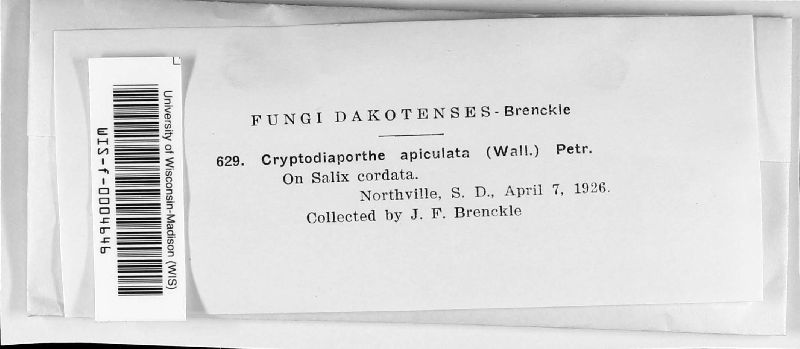 FUNGI DAKOTENSES - Brenckle
629. Cryptodiaporthe apiculata (Wall.) Petr.
On Salix cordata.
Northville, S. D., April 7, 1926.
Collected by J. F. Brenckle
University of Wisconsin-Madison (WIS)
WIS-f-0004646